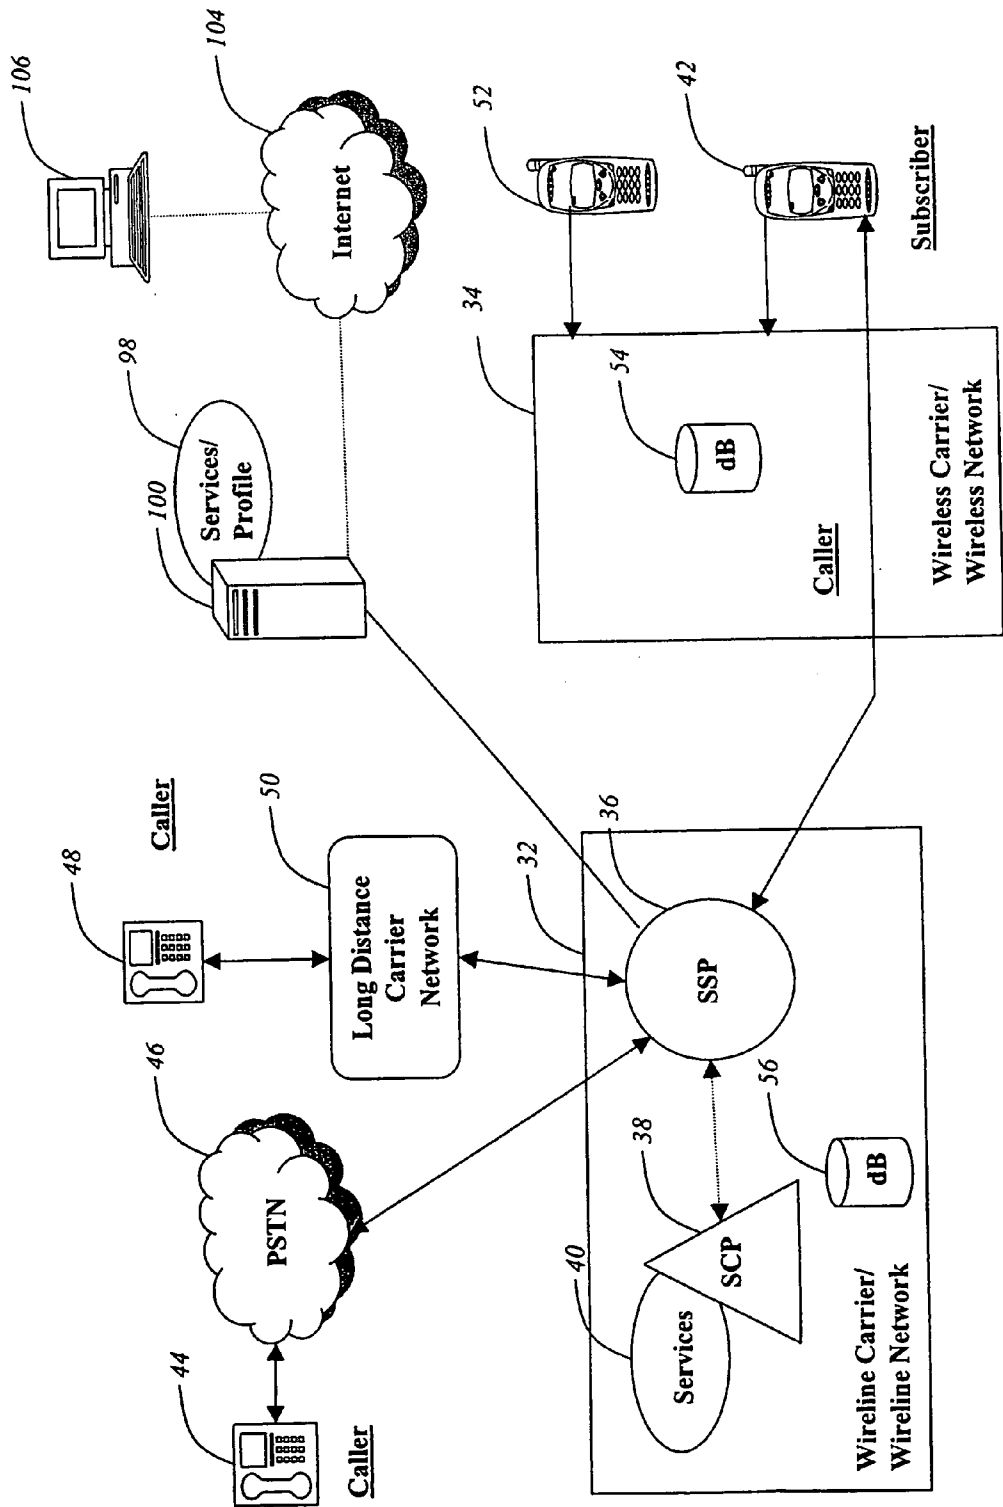 106
104
Internet
98
100
Services/
Profile
52
42
Subscriber
34
54
dB
Caller
Wireless Carrier/
Wireless Network
Caller
48
50
Long Distance
Carrier
Network
32
36
SSP
46
PSTN
44
Caller
38
SCP
40
Services
56
dB
Wireline Carrier/
Wireline Network